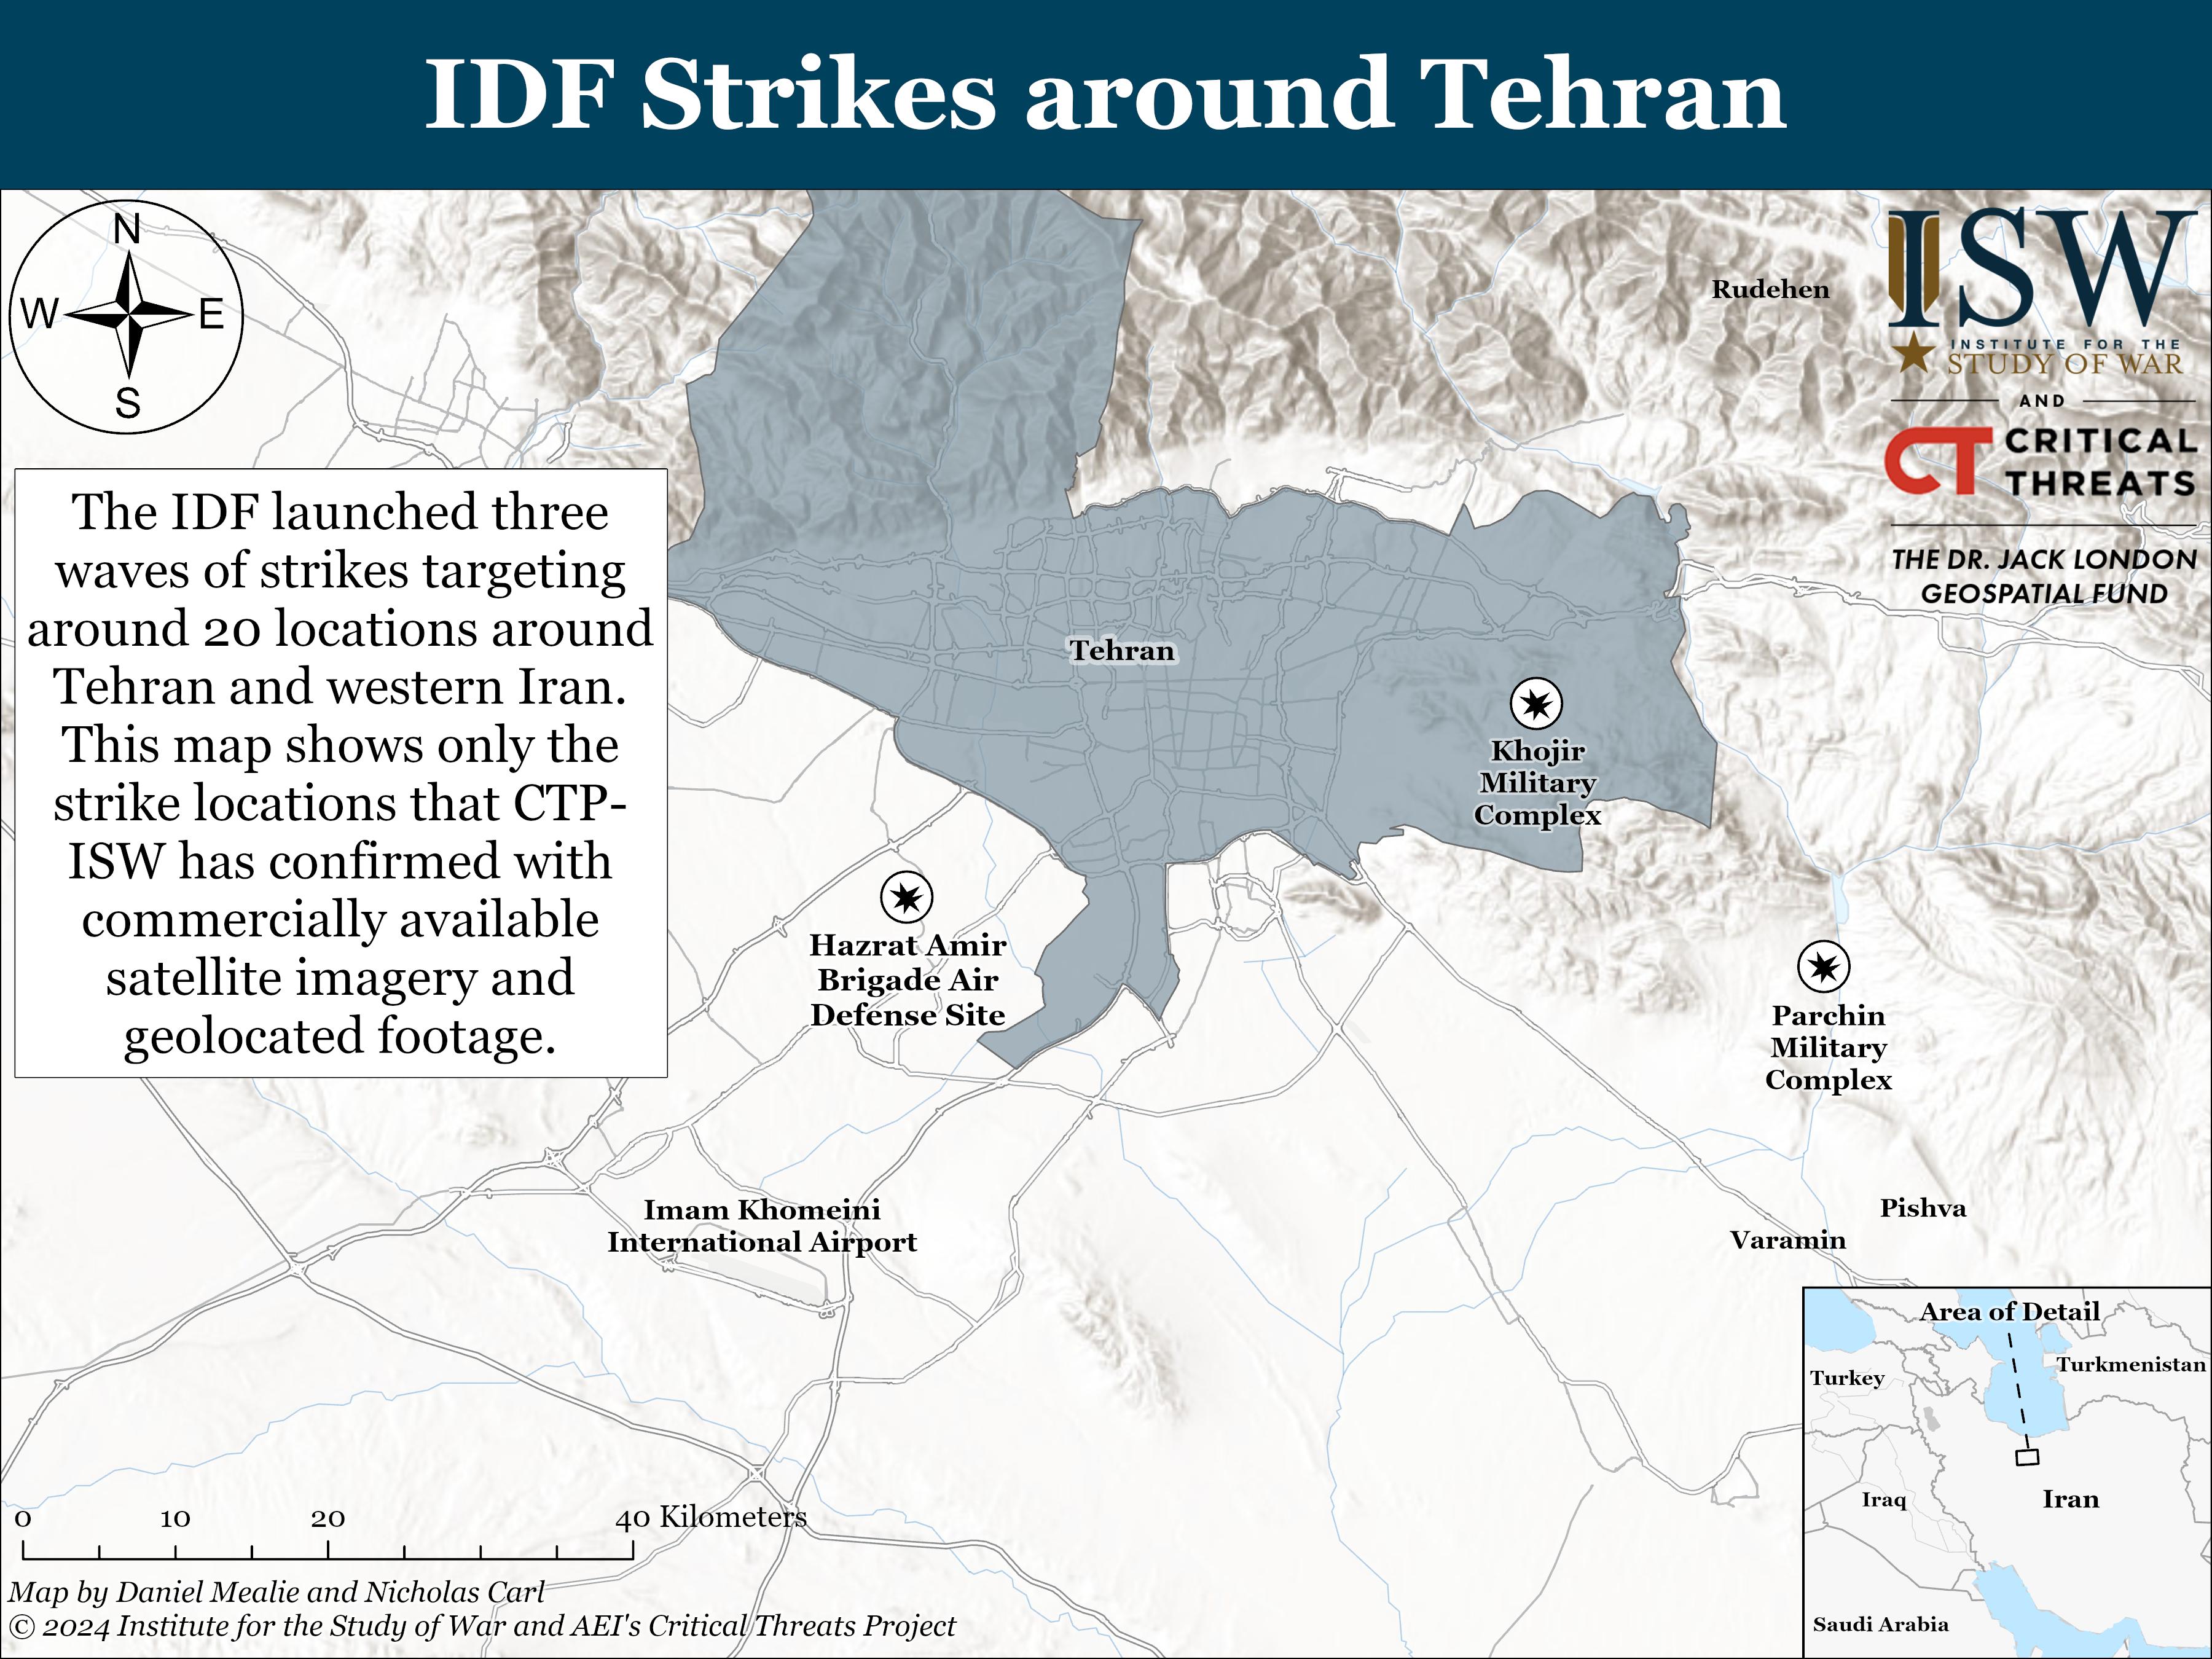 IDF Strikes around Tehran
N
W
E
S
Rudehen
ISW
INSTITUTE FOR THE
STUDY OF WAR
AND
CT
CRITICAL
THREATS
THE DR. JACK LONDON
GEOSPATIAL FUND
The IDF launched three
waves of strikes targeting
around 20 locations around
Tehran and western Iran.
This map shows only the
strike locations that CTP-
ISW has confirmed with
commercially available
satellite imagery and
geolocated footage.
Tehran
Khojir
Military
Complex
Hazrat Amir
Brigade Air
Defense Site
Parchin
Military
Complex
Imam Khomeini
International Airport
Pishva
Varamin
Area of Detail
Turkey
Turkmenistan
Iraq
Iran
Saudi Arabia
0 10 20 40 Kilometers
Map by Daniel Mealie and Nicholas Carl
© 2024 Institute for the Study of War and AEI's Critical Threats Project